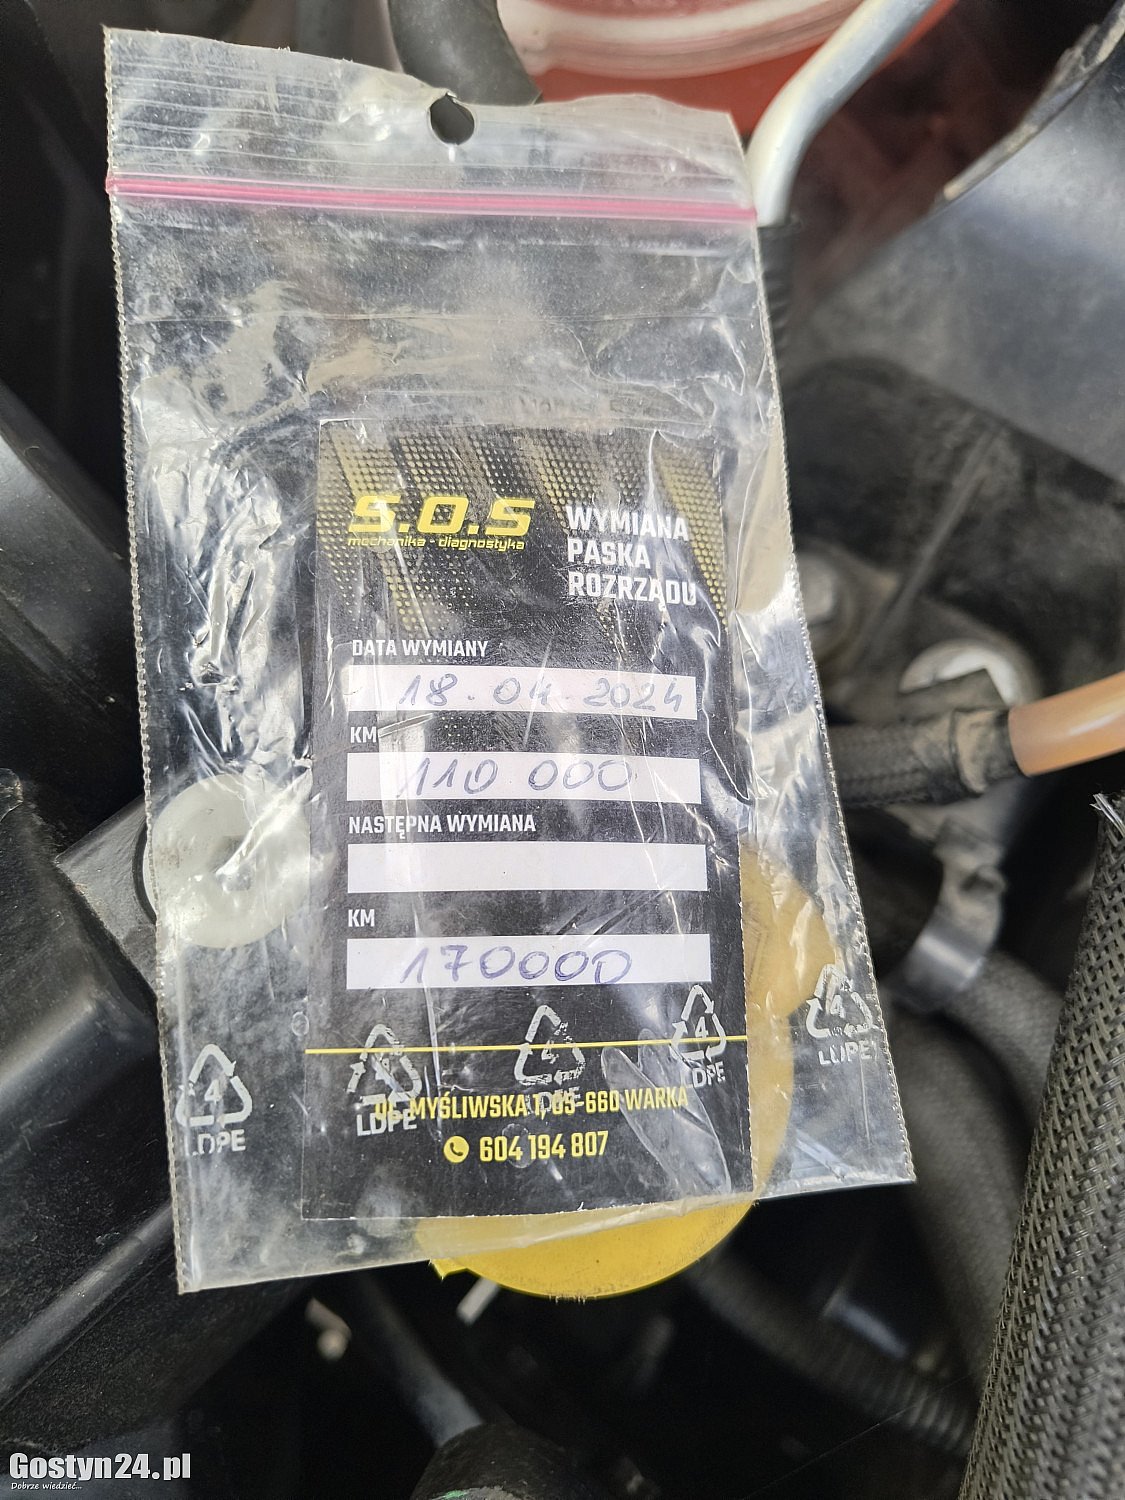 S.O.S
mechanika - diagnostyka
WYMIANA
PASKA
ROZRZĄDU
DATA WYMIANY
18.04.2024
KM
110 000
NASTĘPNA WYMIANA
KM
170000
4
LDPE
4
LDPE
4
LDPE
4
LDPE
4
LDPE
UL. MYŚLIWSKA 1, 05-660 WARKA
604 194 807
Gostyn24.pl
Dobrze wiedzieć...